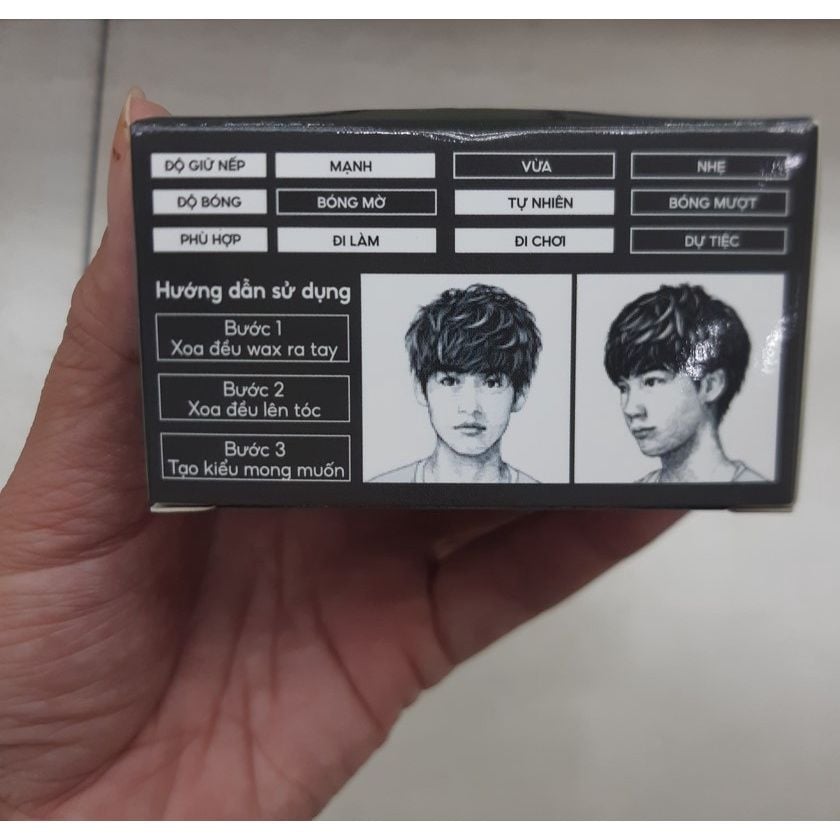 ĐỘ GIỮ NẾP MẠNH VỪA NHẸ
ĐỘ BÓNG BÓNG MỜ TỰ NHIÊN BÓNG MƯỢT
PHÙ HỢP ĐI LÀM ĐI CHƠI DỰ TIỆC
Hướng dẫn sử dụng
Bước 1
Xoa đều wax ra tay
Bước 2
Xoa đều lên tóc
Bước 3
Tạo kiểu mong muốn